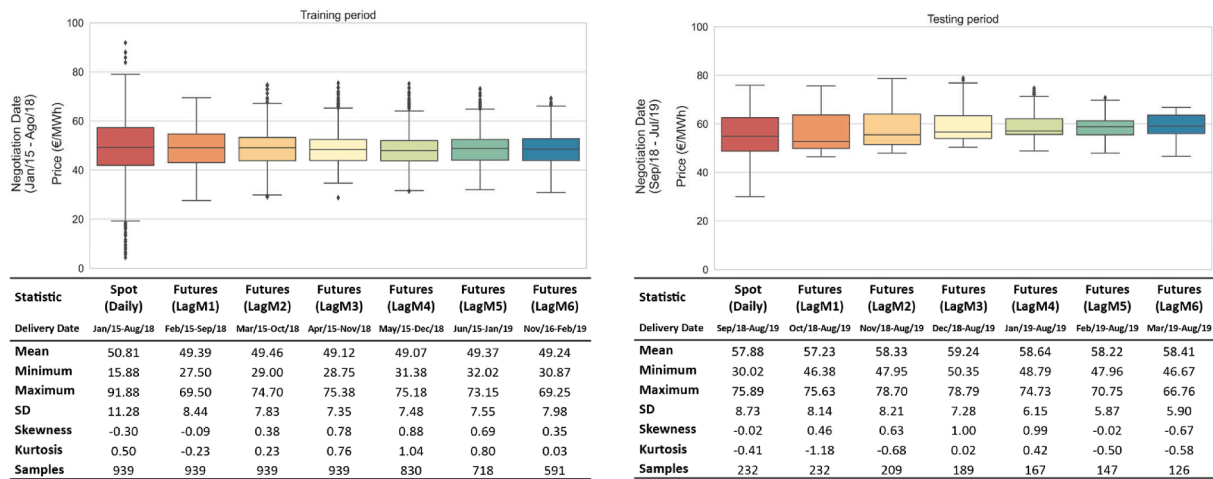 Training period
Negotiation Date
(Jan/15 - Ago/18)
Price (€/MWh)
100
80
60
40
20
0
Statistic Spot (Daily) Futures (LagM1) Futures (LagM2) Futures (LagM3) Futures (LagM4) Futures (LagM5) Futures (LagM6)
Delivery Date Jan/15-Aug/18 Feb/15-Sep/18 Mar/15-Oct/18 Apr/15-Nov/18 May/15-Dec/18 Jun/15-Jan/19 Nov/16-Feb/19
Mean 50.81 49.39 49.46 49.12 49.07 49.37 49.24
Minimum 15.88 27.50 29.00 28.75 31.38 32.02 30.87
Maximum 91.88 69.50 74.70 75.38 75.18 73.15 69.25
SD 11.28 8.44 7.83 7.35 7.48 7.55 7.98
Skewness -0.30 -0.09 0.38 0.78 0.88 0.69 0.35
Kurtosis 0.50 -0.23 0.23 0.76 1.04 0.80 0.03
Samples 939 939 939 939 830 718 591
Testing period
Negotiation Date
(Sep/18 - Jul/19)
Price (€/MWh)
100
80
60
40
20
0
Statistic Spot (Daily) Futures (LagM1) Futures (LagM2) Futures (LagM3) Futures (LagM4) Futures (LagM5) Futures (LagM6)
Delivery Date Sep/18-Aug/19 Oct/18-Aug/19 Nov/18-Aug/19 Dec/18-Aug/19 Jan/19-Aug/19 Feb/19-Aug/19 Mar/19-Aug/19
Mean 57.88 57.23 58.33 59.24 58.64 58.22 58.41
Minimum 30.02 46.38 47.95 50.35 48.79 47.96 46.67
Maximum 75.89 75.63 78.70 78.79 74.73 70.75 66.76
SD 8.73 8.14 8.21 7.28 6.15 5.87 5.90
Skewness -0.02 0.46 0.63 1.00 0.99 -0.02 -0.67
Kurtosis -0.41 -1.18 -0.68 0.02 0.42 -0.50 -0.58
Samples 232 232 209 189 167 147 126